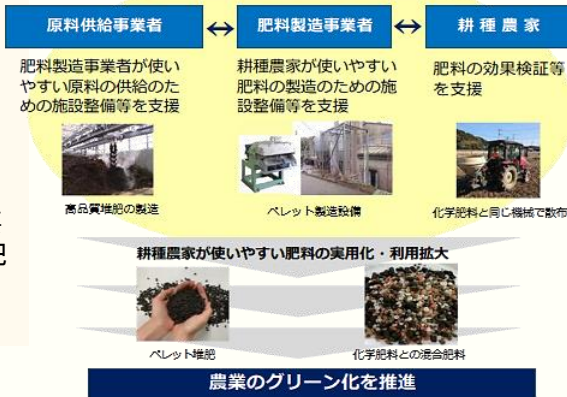 原料供給事業者 ↔ 肥料製造事業者 ↔ 耕種農家
肥料製造事業者が使い
やすい原料の供給のた
めの施設整備等を支援
耕種農家が使いやすい
肥料の製造のための施
設整備等を支援
肥料の効果検証等
を支援
高品質堆肥の製造
ペレット製造設備
化学肥料と同じ機械で散布
耕種農家が使いやすい肥料の実用化・利用拡大
ペレット堆肥
化学肥料との混合肥料
農業のグリーン化を推進